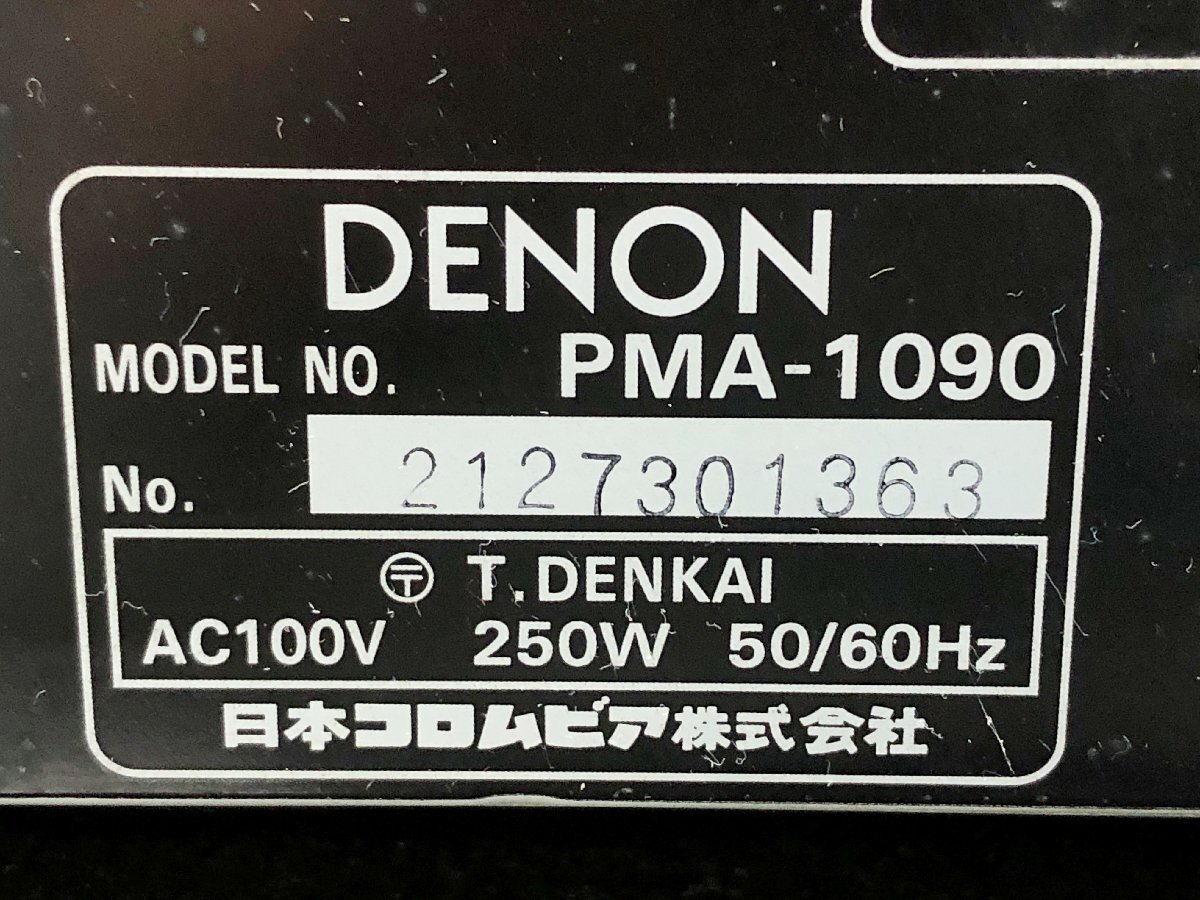 DENON
MODEL NO. PMA-1090
No. 2127301363
〶 T.DENKAI
AC100V 250W 50/60Hz
日本コロムビア株式会社